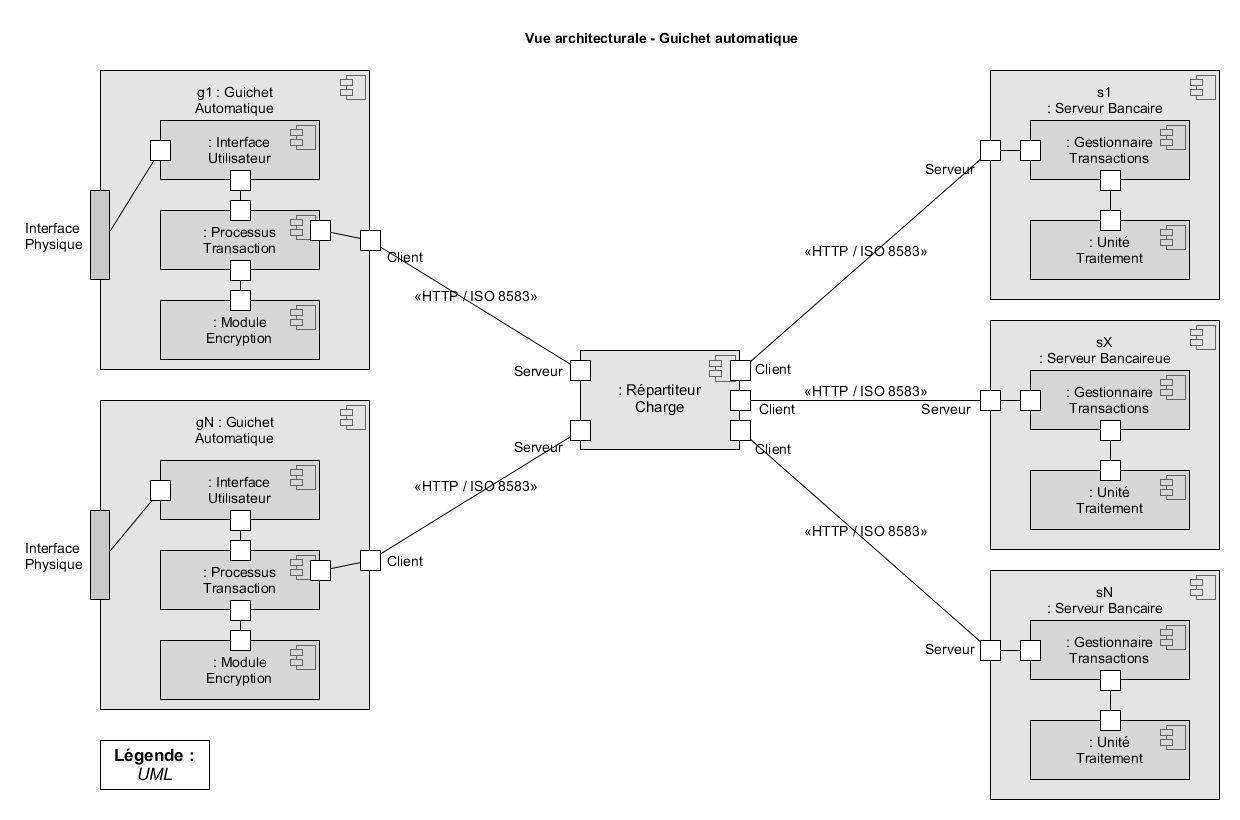 Vue architecturale - Guichet automatique
g1 : Guichet
Automatique
: Interface
Utilisateur
: Processus
Transaction
: Module
Encryption
Interface
Physique
Client
«HTTP / ISO 8583»
gN : Guichet
Automatique
: Interface
Utilisateur
: Processus
Transaction
: Module
Encryption
Interface
Physique
Client
«HTTP / ISO 8583»
Serveur
Serveur
: Répartiteur
Charge
Client
Client
Client
«HTTP / ISO 8583»
«HTTP / ISO 8583»
«HTTP / ISO 8583»
Serveur
s1
: Serveur Bancaire
: Gestionnaire
Transactions
: Unité
Traitement
Serveur
sX
: Serveur Bancaireue
: Gestionnaire
Transactions
: Unité
Traitement
Serveur
sN
: Serveur Bancaire
: Gestionnaire
Transactions
: Unité
Traitement
Légende :
UML